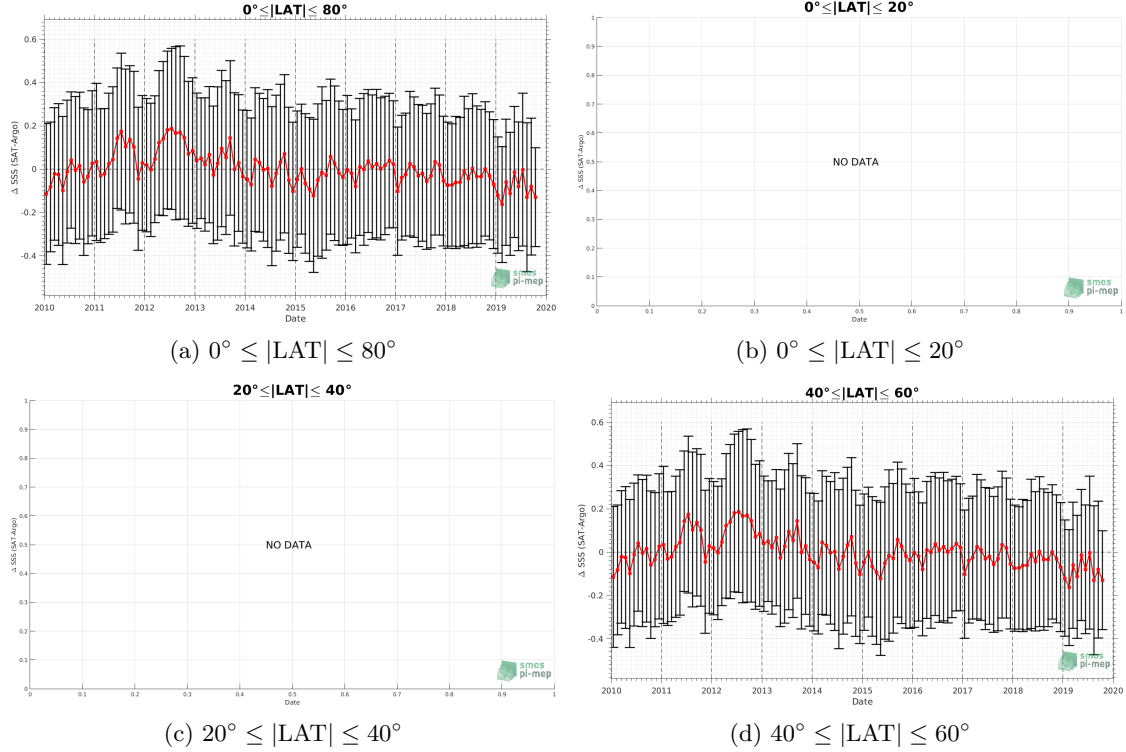 0°≤|LAT|≤ 80°
0.6
0.4
0.2
0
-0.2
-0.4
Δ SSS (SAT-Argo)
2010 2011 2012 2013 2014 2015 2016 2017 2018 2019 2020
Date
smos
pi-mep
(a) 0° ≤ |LAT| ≤ 80°
0°≤|LAT|≤ 20°
1
0.9
0.8
0.7
0.6
0.5
0.4
0.3
0.2
0.1
0
Δ SSS (SAT-Argo)
NO DATA
0 0.1 0.2 0.3 0.4 0.5 0.6 0.7 0.8 0.9 1
Date
smos
pi-mep
(b) 0° ≤ |LAT| ≤ 20°
20°≤|LAT|≤ 40°
1
0.9
0.8
0.7
0.6
0.5
0.4
0.3
0.2
0.1
0
Δ SSS (SAT-Argo)
NO DATA
0 0.1 0.2 0.3 0.4 0.5 0.6 0.7 0.8 0.9 1
Date
smos
pi-mep
(c) 20° ≤ |LAT| ≤ 40°
40°≤|LAT|≤ 60°
0.6
0.4
0.2
0
-0.2
-0.4
Δ SSS (SAT-Argo)
2010 2011 2012 2013 2014 2015 2016 2017 2018 2019 2020
Date
smos
pi-mep
(d) 40° ≤ |LAT| ≤ 60°